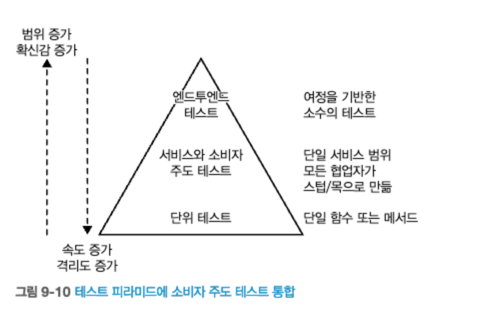 범위 증가
확신감 증가
엔드투엔드
테스트
여정을 기반한
소수의 테스트
서비스와 소비자
주도 테스트
단일 서비스 범위
모든 협업자가
스텁/목으로 만듦
단위 테스트
단일 함수 또는 메서드
속도 증가
격리도 증가
그림 9-10 테스트 피라미드에 소비자 주도 테스트 통합